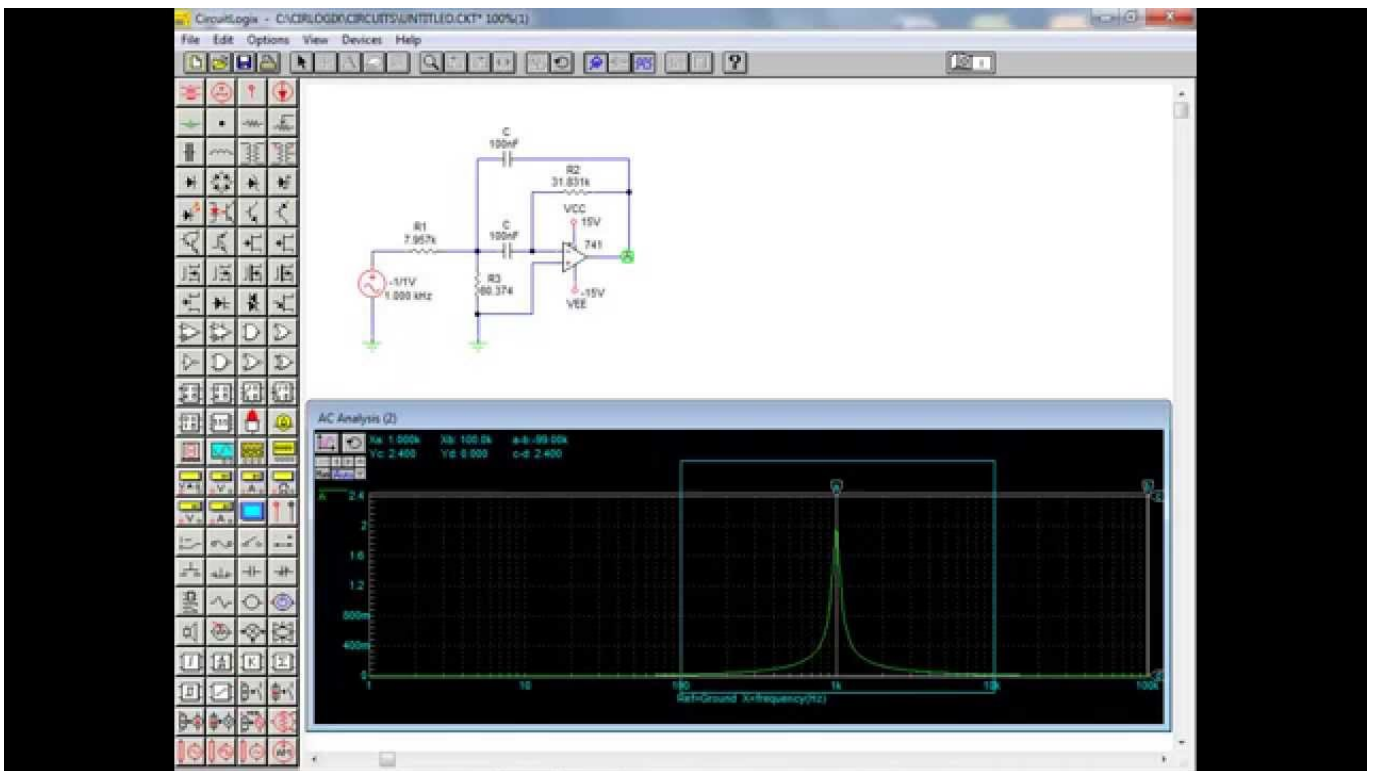 CircuitLogix - C:\CIRLOGIX\CIRCUITS\UNTITLED.CKT* 100%(1)
File Edit Options View Devices Help
C
100nF
R2
31.831k
VCC
15V
R1
7.957k
C
100nF
741
A
-1/1V
1.000 kHz
R3
80.374
-15V
VEE
AC Analysis (2)
Xa: 1.000k Xb: 100.0k a-b:-99.00k
Yc: 2.400 Yd: 0.000 c-d: 2.400
A 2.4
2
1.6
1.2
800m
400m
0
1 10 100 1k 10k 100k
Ref=Ground X=frequency(Hz)